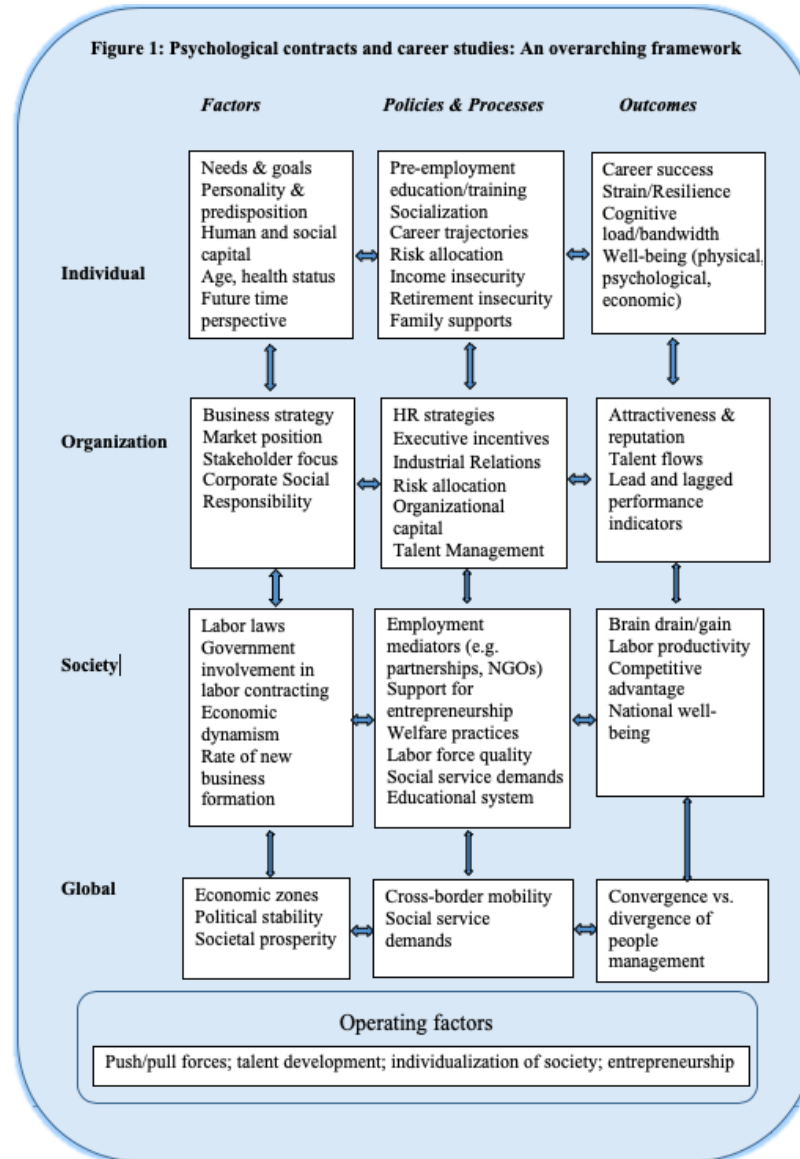 Figure 1: Psychological contracts and career studies: An overarching framework
Factors
Policies & Processes
Outcomes
Individual
Needs & goals
Personality &
predisposition
Human and social
capital
Age, health status
Future time
perspective
Pre-employment
education/training
Socialization
Career trajectories
Risk allocation
Income insecurity
Retirement insecurity
Family supports
Career success
Strain/Resilience
Cognitive
load/bandwidth
Well-being (physical,
psychological,
economic)
Organization
Business strategy
Market position
Stakeholder focus
Corporate Social
Responsibility
HR strategies
Executive incentives
Industrial Relations
Risk allocation
Organizational
capital
Talent Management
Attractiveness &
reputation
Talent flows
Lead and lagged
performance
indicators
Society
Labor laws
Government
involvement in
labor contracting
Economic
dynamism
Rate of new
business
formation
Employment
mediators (e.g.
partnerships, NGOs)
Support for
entrepreneurship
Welfare practices
Labor force quality
Social service demands
Educational system
Brain drain/gain
Labor productivity
Competitive
advantage
National well-
being
Global
Economic zones
Political stability
Societal prosperity
Cross-border mobility
Social service
demands
Convergence vs.
divergence of
people
management
Operating factors
Push/pull forces; talent development; individualization of society; entrepreneurship